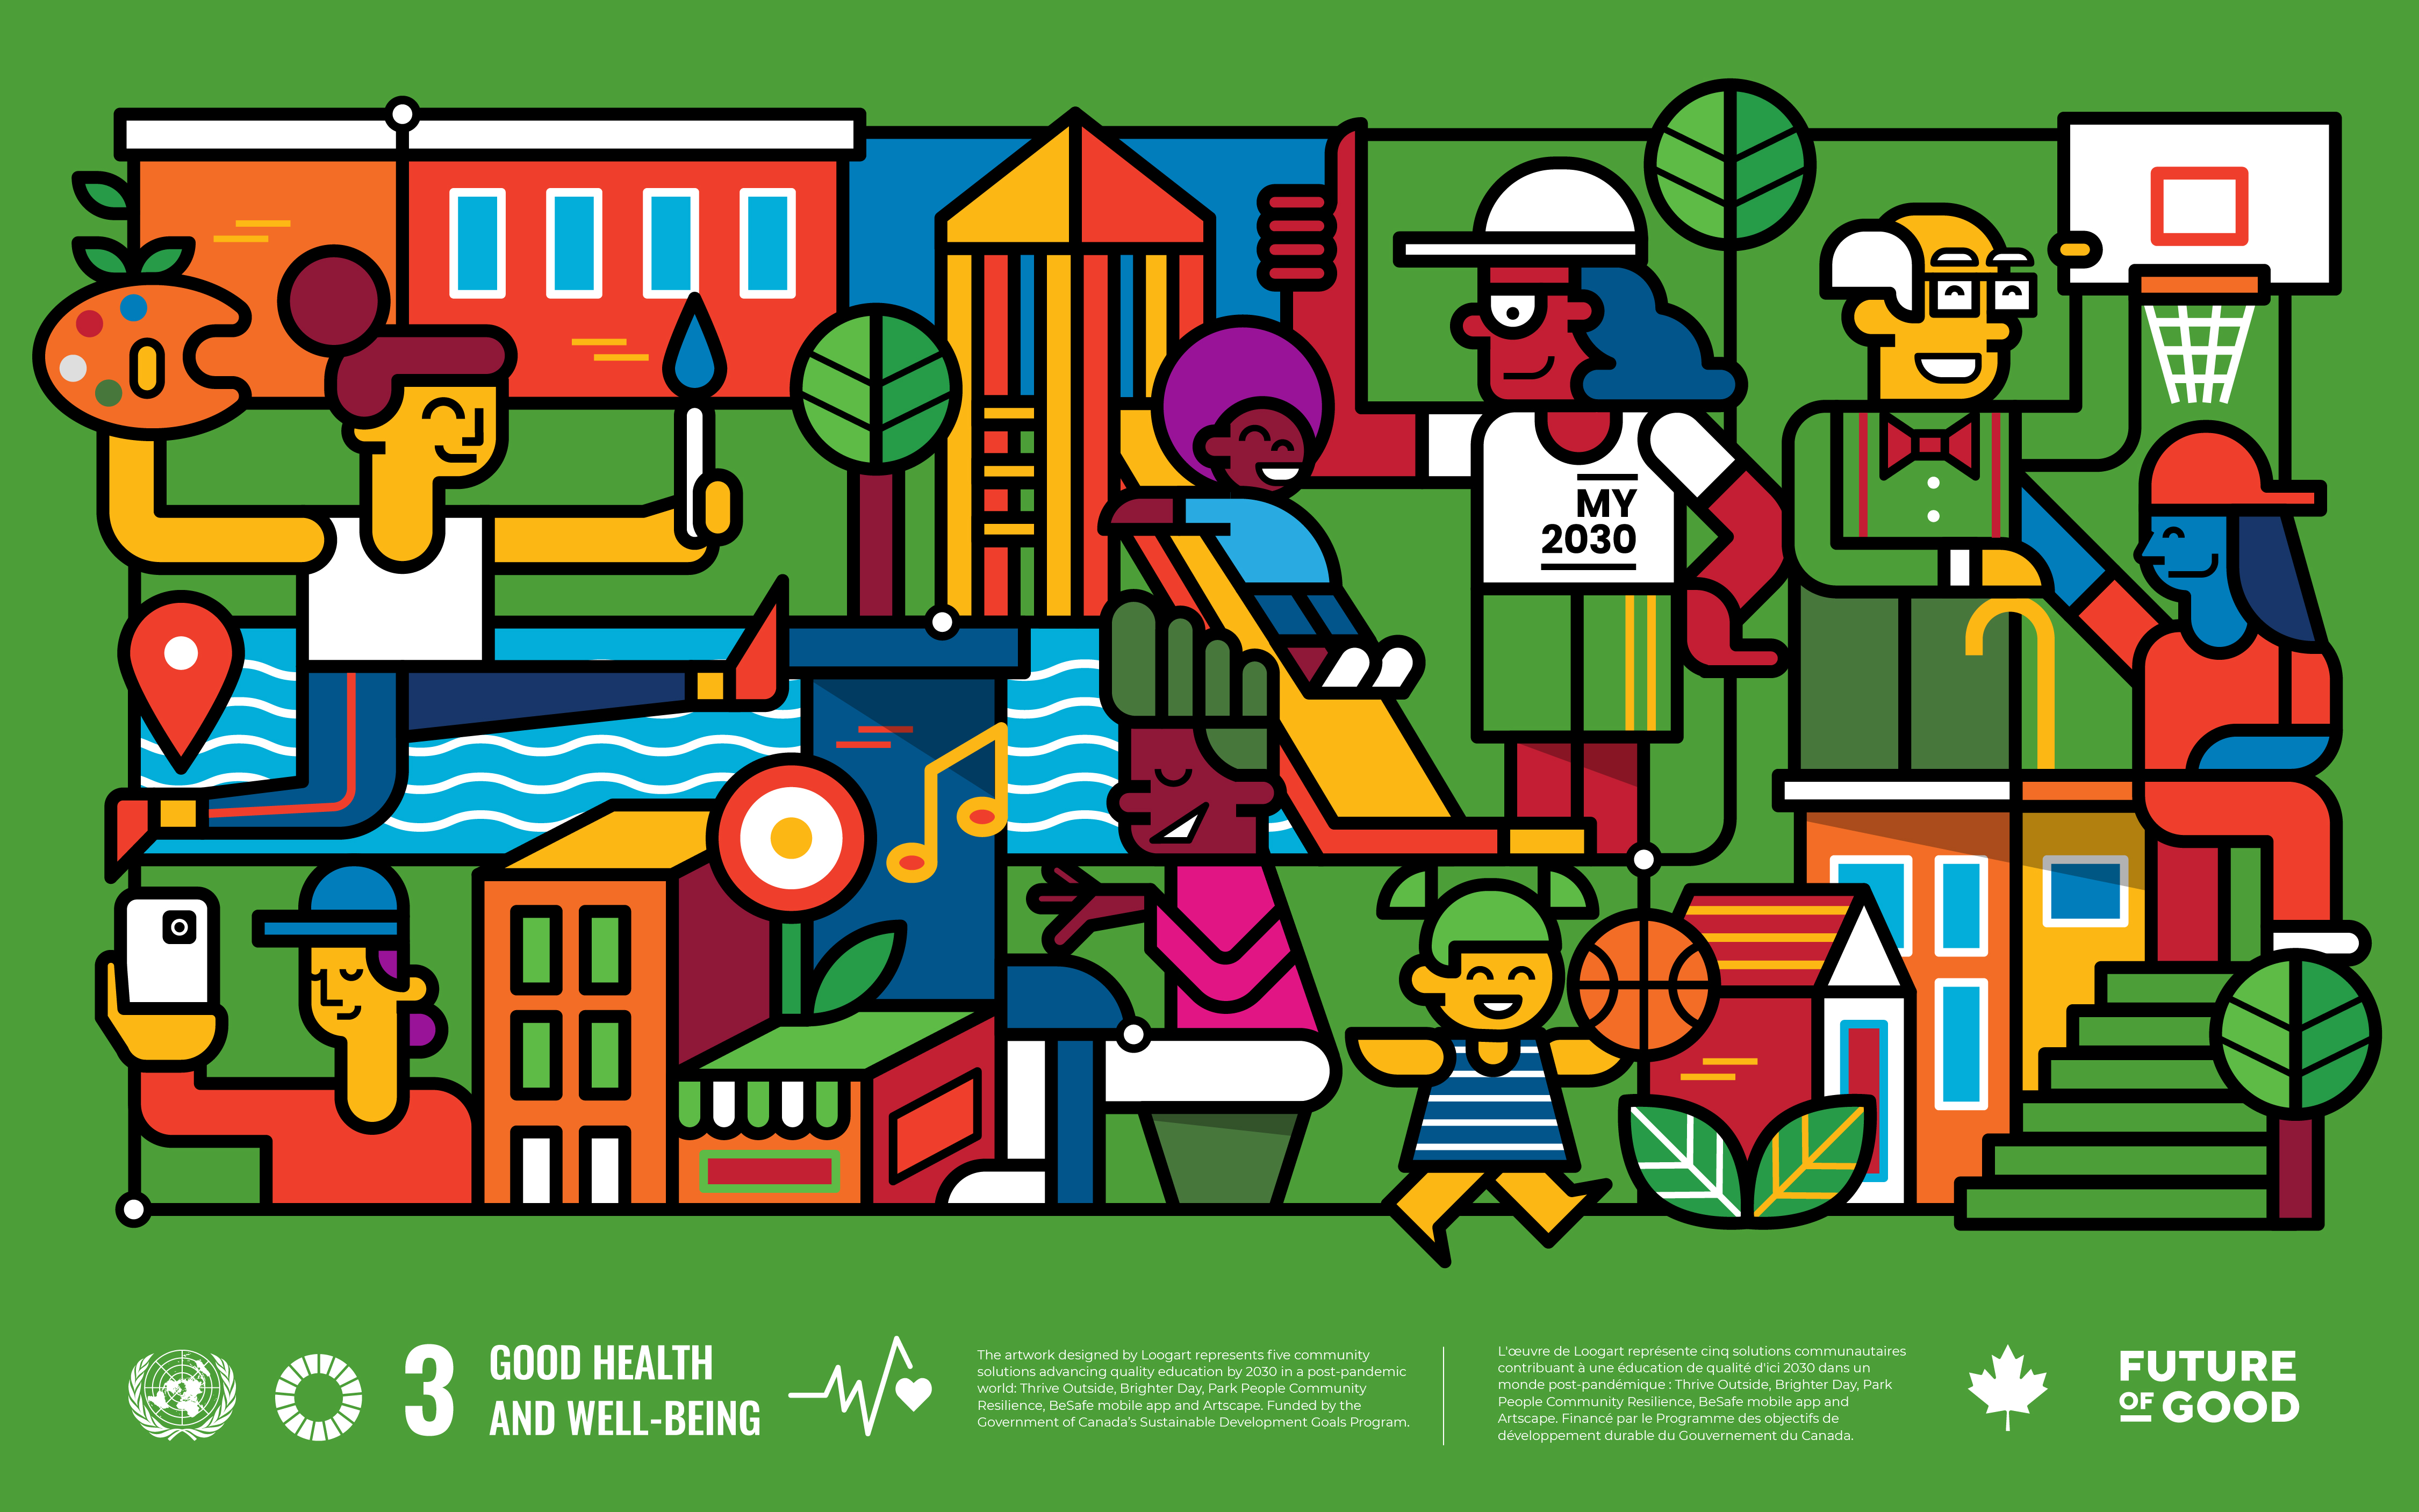 MY
2030
3
GOOD HEALTH
AND WELL-BEING
The artwork designed by Loogart represents five community
solutions advancing quality education by 2030 in a post-pandemic
world: Thrive Outside, Brighter Day, Park People Community
Resilience, BeSafe mobile app and Artscape. Funded by the
Government of Canada's Sustainable Development Goals Program.
L'œuvre de Loogart représente cinq solutions communautaires
contribuant à une éducation de qualité d'ici 2030 dans un
monde post-pandémique : Thrive Outside, Brighter Day, Park
People Community Resilience, BeSafe mobile app and
Artscape. Financé par le Programme des objectifs de
développement durable du Gouvernement du Canada.
FUTURE
OF GOOD